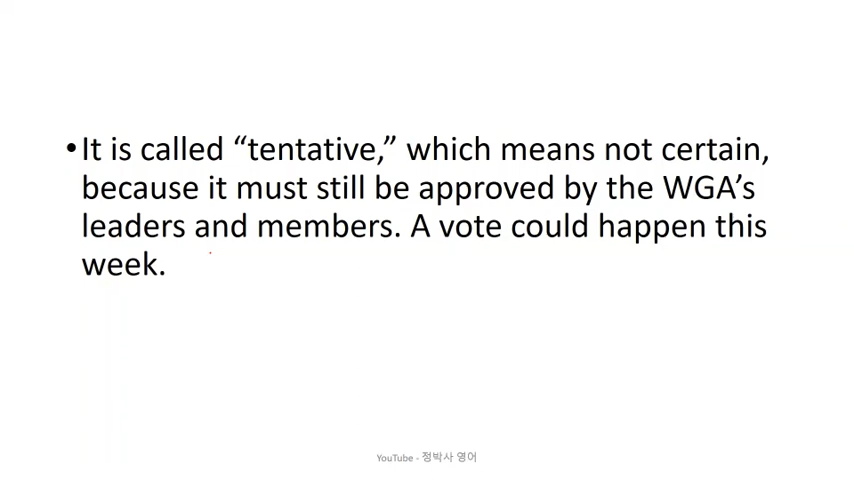 •It is called “tentative,” which means not certain,
because it must still be approved by the WGA’s
leaders and members. A vote could happen this
week.
YouTube - 정박사 영어